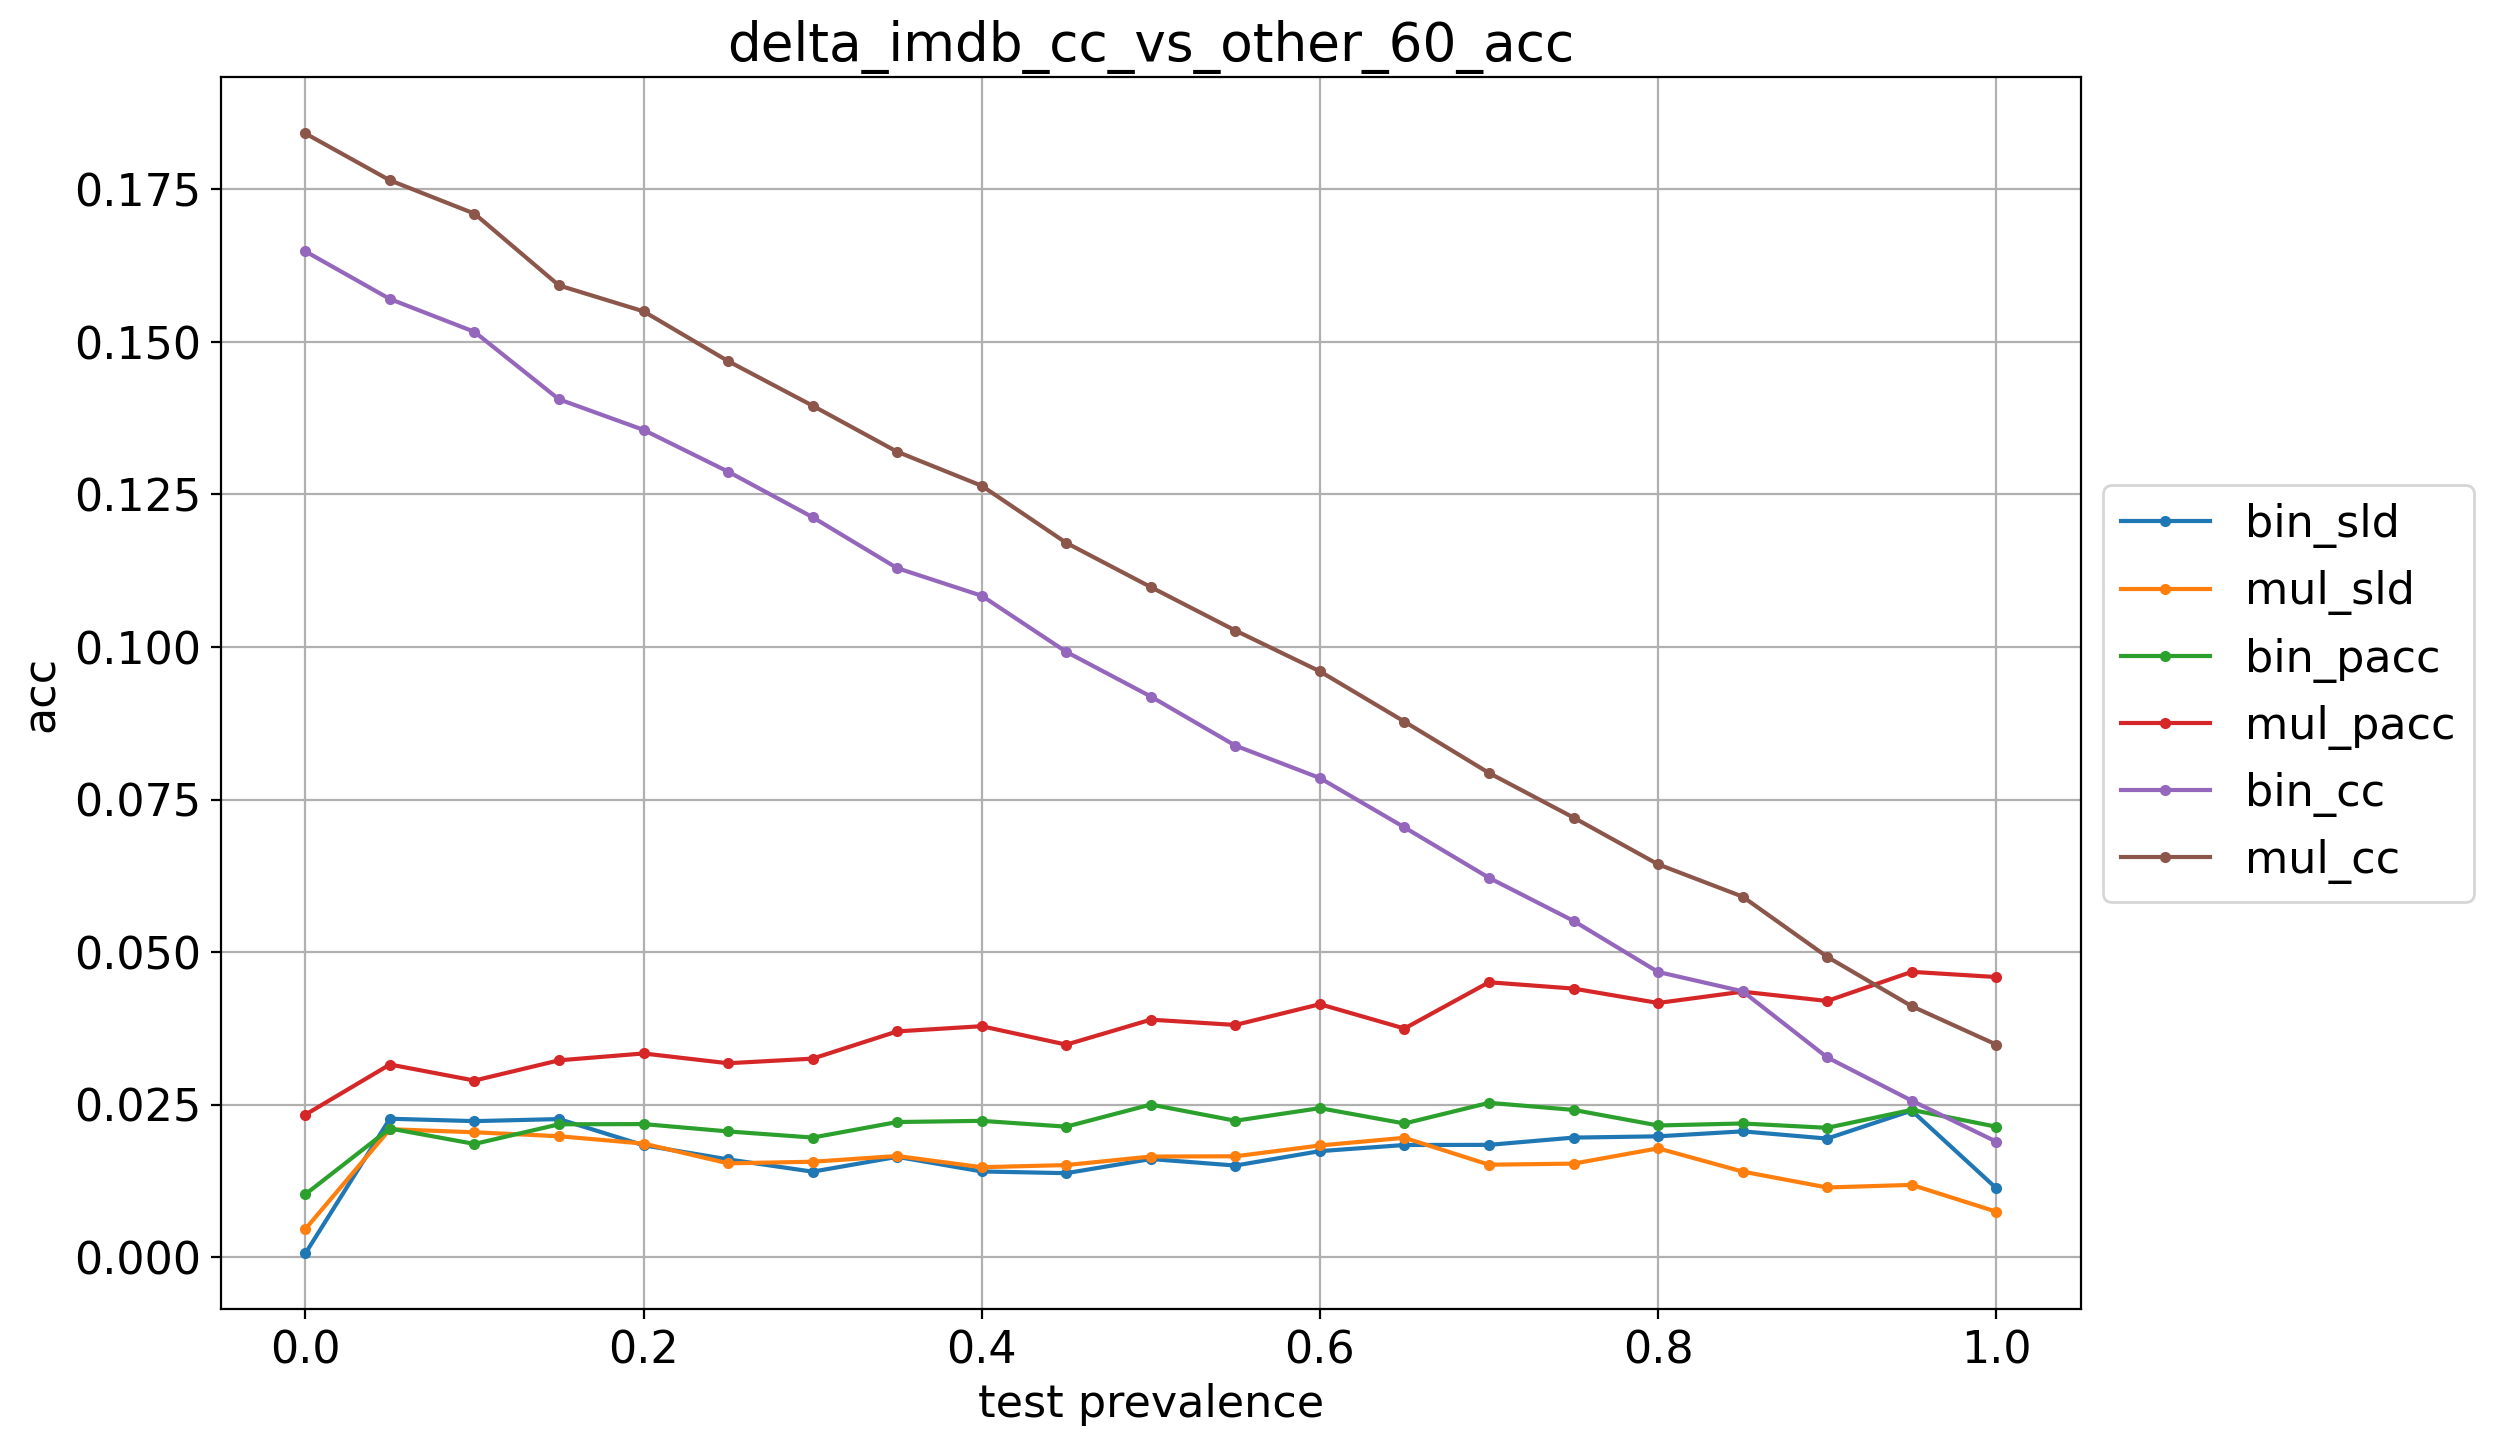 delta_imdb_cc_vs_other_60_acc
0.175
0.150
0.125
0.100
0.075
0.050
0.025
0.000
acc
0.0 0.2 0.4 0.6 0.8 1.0
test prevalence
bin_sld
mul_sld
bin_pacc
mul_pacc
bin_cc
mul_cc